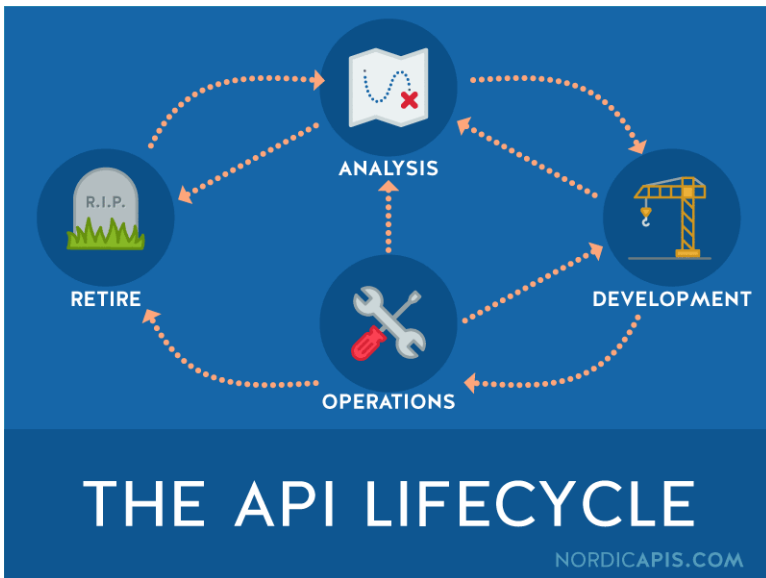 ANALYSIS
R.I.P.
RETIRE
DEVELOPMENT
OPERATIONS
THE API LIFECYCLE
NORDICAPIS.COM